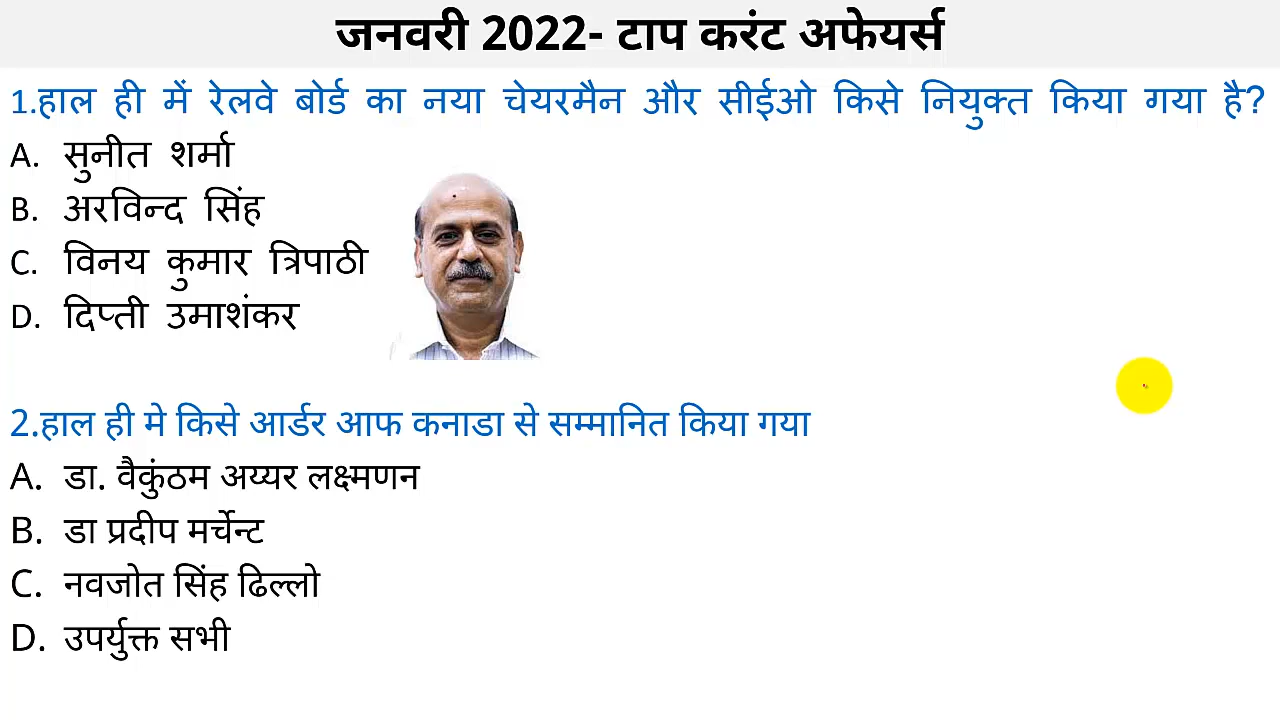 जनवरी 2022- टाप करंट अफेयर्स
1.हाल ही में रेलवे बोर्ड का नया चेयरमैन और सीईओ किसे नियुक्त किया गया है?
A. सुनीत शर्मा
B. अरविन्द सिंह
C. विनय कुमार त्रिपाठी
D. दिप्ती उमाशंकर
2.हाल ही मे किसे आर्डर आफ कनाडा से सम्मानित किया गया
A. डा. वैकुंठम अय्यर लक्ष्मणन
B. डा प्रदीप मर्चेन्ट
C. नवजोत सिंह ढिल्लो
D. उपर्युक्त सभी